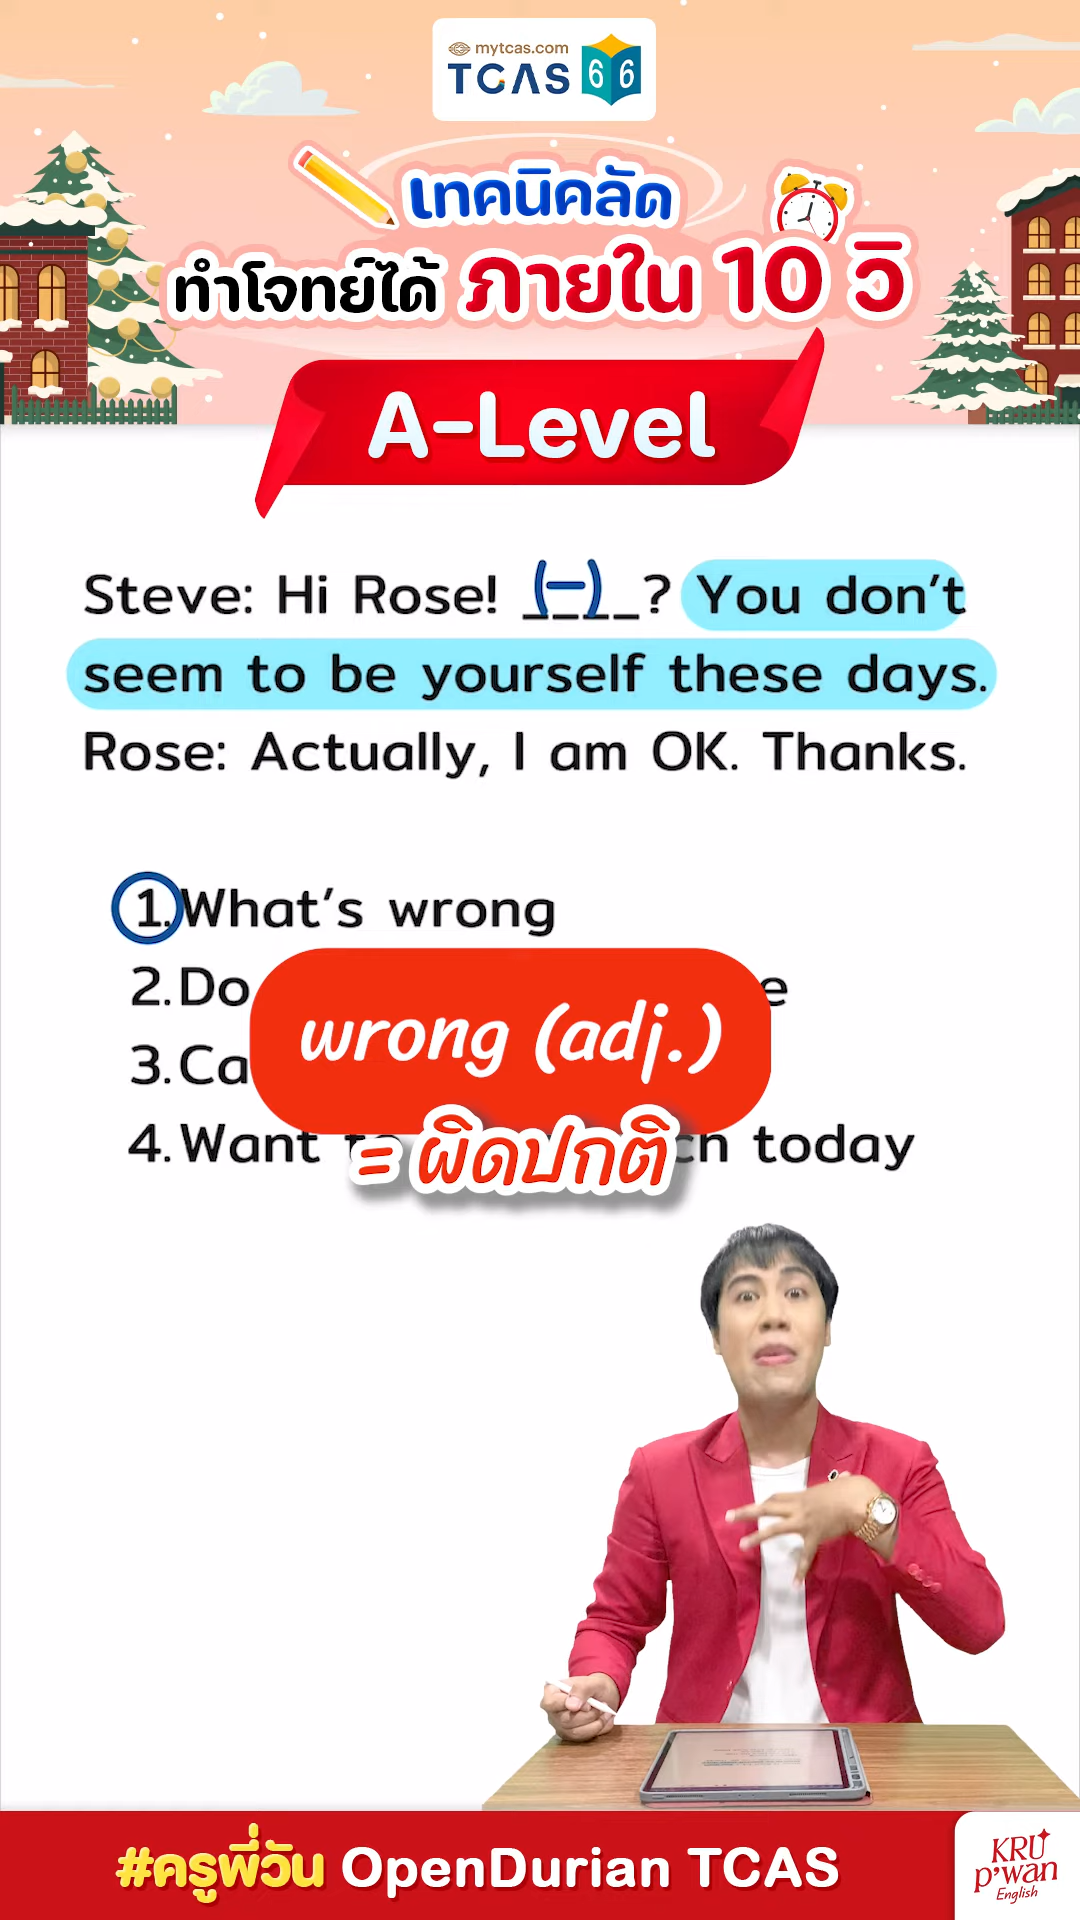 mytcas.com
TCAS 66
เทคนิคลัด
ทำโจทย์ได้ ภายใน 10 วิ
A-Level
Steve: Hi Rose! (-)____? You don't
seem to be yourself these days.
Rose: Actually, I am OK. Thanks.
1. What's wrong
2. Do
wrong (adj.)
3. Ca
4. Want today
= ผิดปกติ
#ครูพี่วัน OpenDurian TCAS
KRU
P'WAN
English